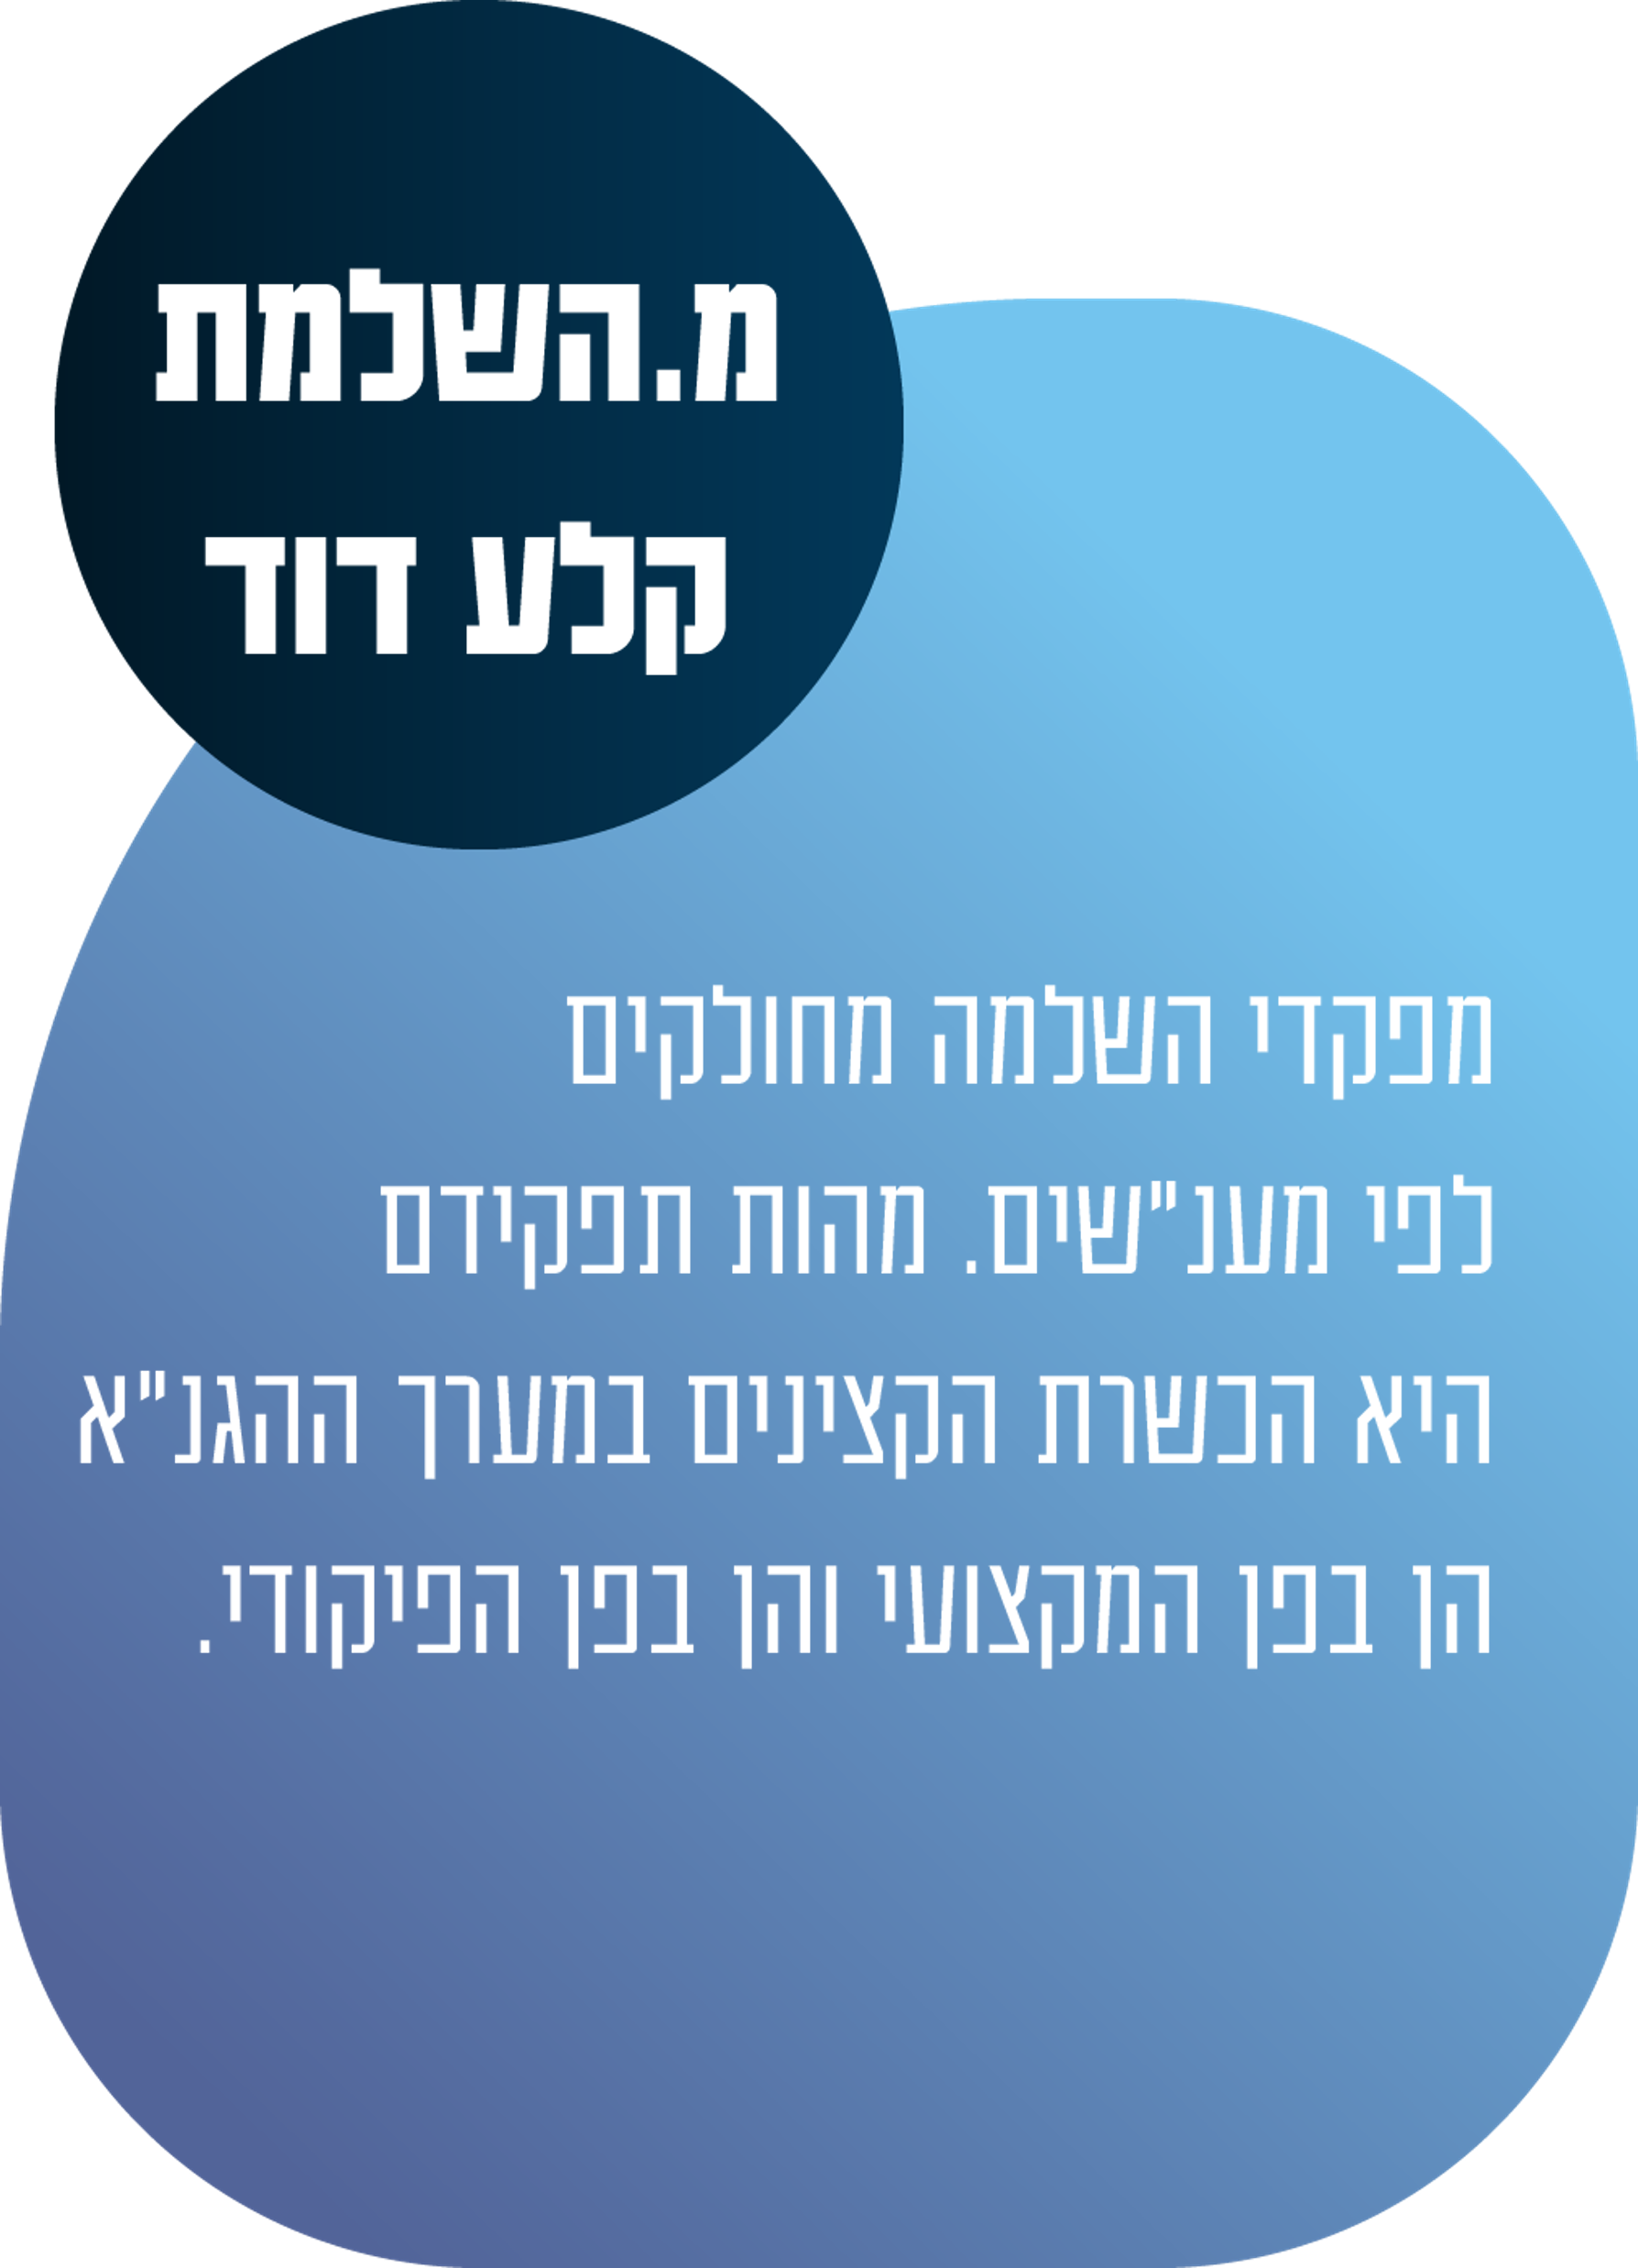 מ.השלמת
קלע דוד
מפקדי השלמה מחולקים
לפי מענ"שים. מהות תפקידם
היא הכשרת הקצינים במערך ההגנ"א
הן בפן המקצועי והן בפן הפיקודי.